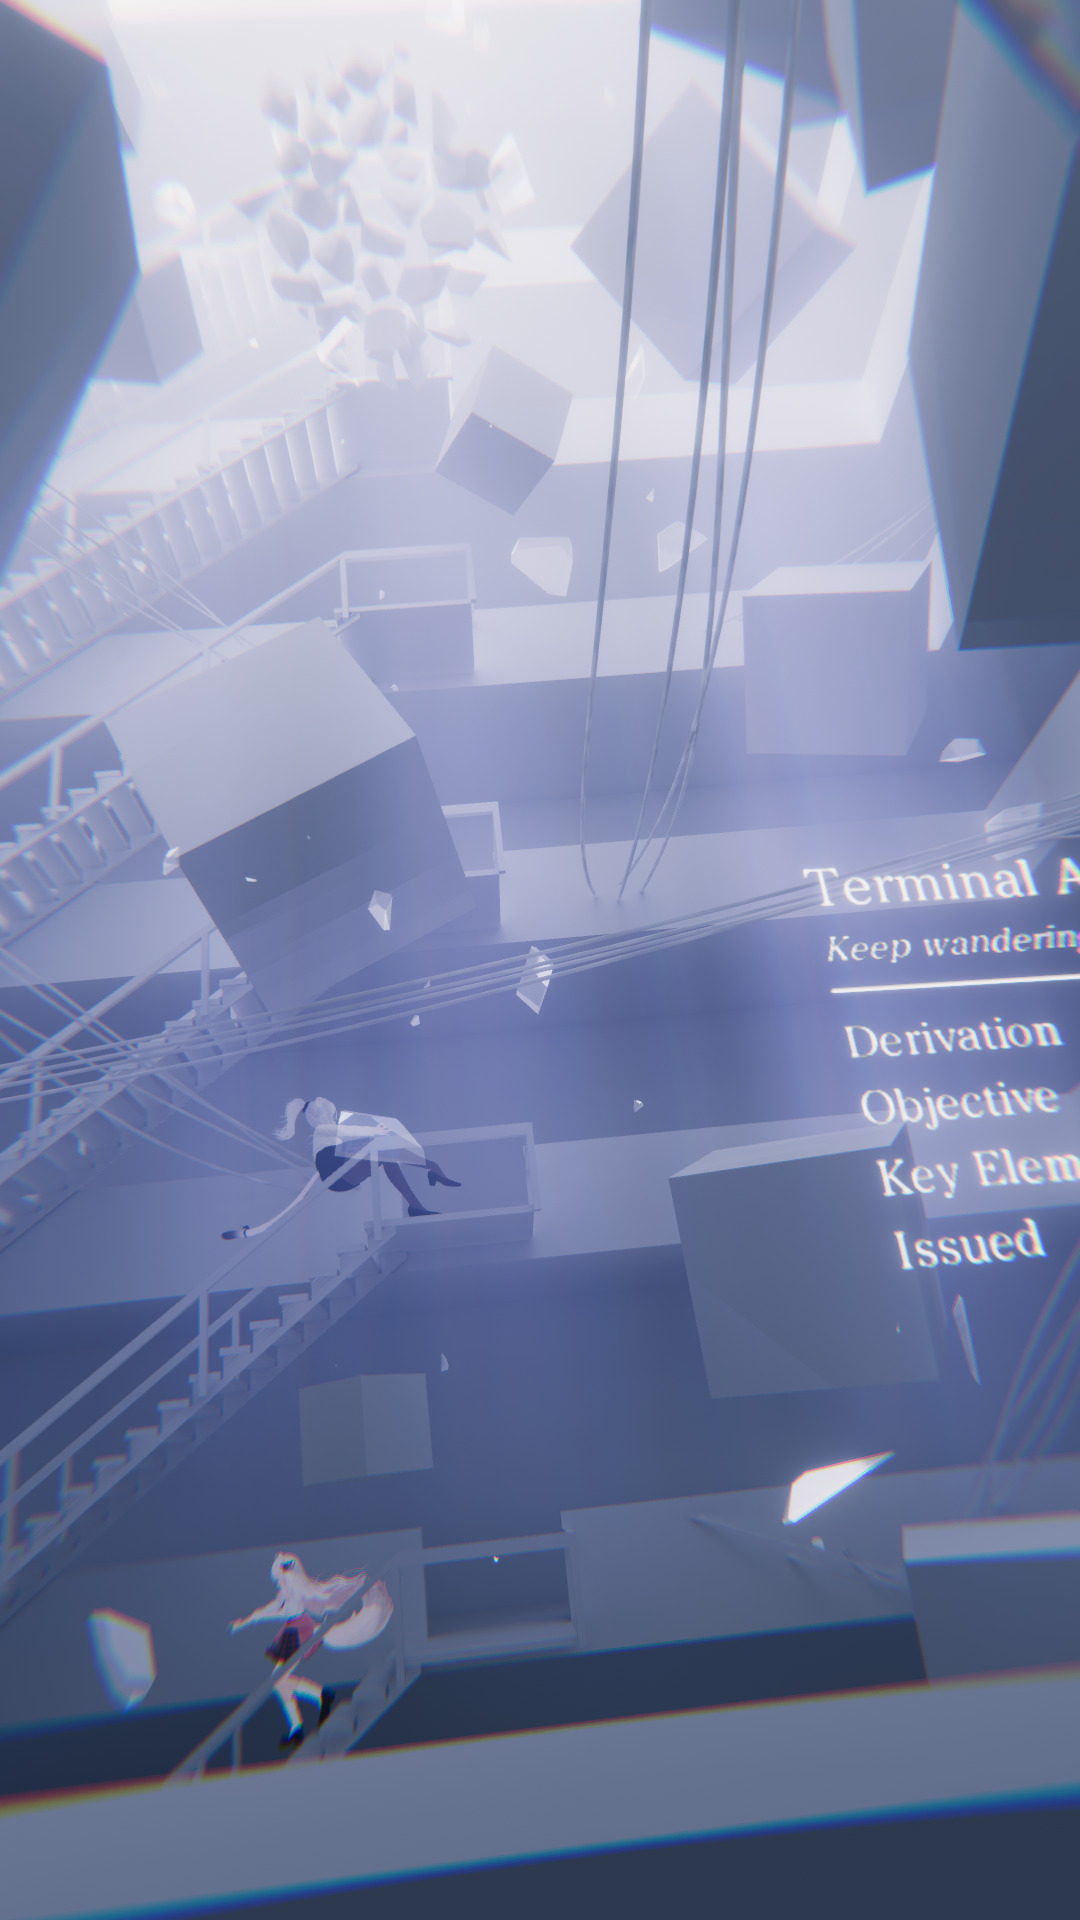 Terminal A
Keep wandering
Derivation
Objective
Key Elem
Issued